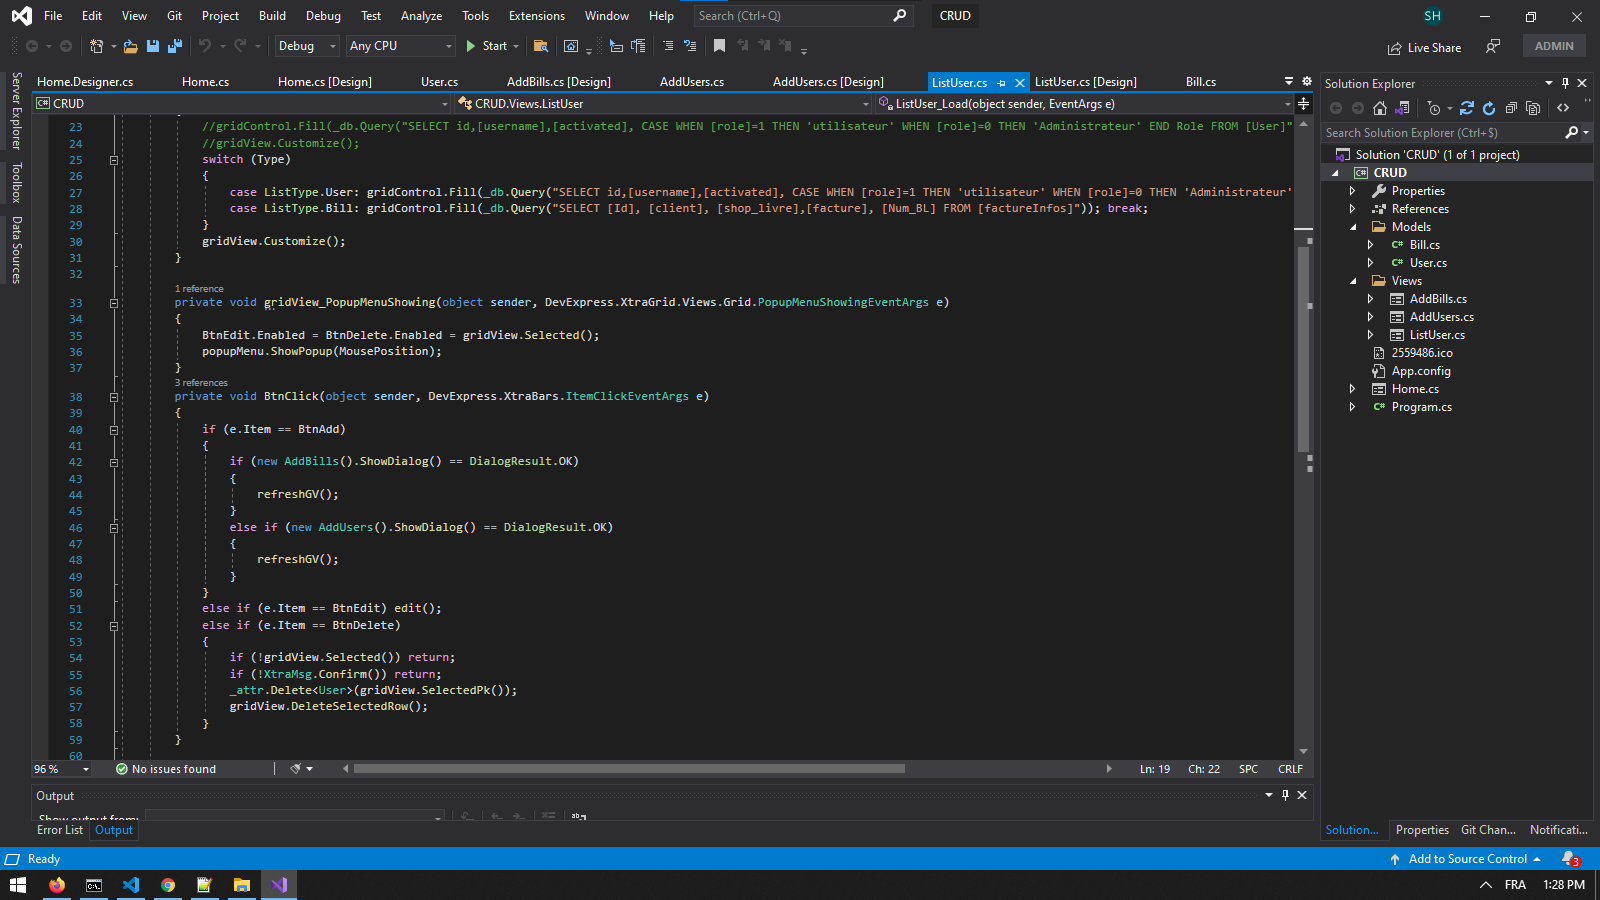 File Edit View Git Project Build Debug Test Analyze Tools Extensions Window Help Search (Ctrl+Q) CRUD SH
Debug Any CPU Start Live Share ADMIN
Home.Designer.cs Home.cs Home.cs [Design] User.cs AddBills.cs [Design] AddUsers.cs AddUsers.cs [Design] ListUser.cs ListUser.cs [Design] Bill.cs
CRUD CRUD.Views.ListUser ListUser_Load(object sender, EventArgs e)
Server Explorer
Toolbox
Data Sources
23 //gridControl.Fill(_db.Query("SELECT id,[username],[activated], CASE WHEN [role]=1 THEN 'utilisateur' WHEN [role]=0 THEN 'Administrateur' END Role FROM [User]"
24 //gridView.Customize();
25 switch (Type)
26 {
27 case ListType.User: gridControl.Fill(_db.Query("SELECT id,[username],[activated], CASE WHEN [role]=1 THEN 'utilisateur' WHEN [role]=0 THEN 'Administrateur'
28 case ListType.Bill: gridControl.Fill(_db.Query("SELECT [Id], [client], [shop_livre],[facture], [Num_BL] FROM [factureInfos]")); break;
29 }
30 gridView.Customize();
31 }
32
1 reference
33 private void gridView_PopupMenuShowing(object sender, DevExpress.XtraGrid.Views.Grid.PopupMenuShowingEventArgs e)
34 {
35 BtnEdit.Enabled = BtnDelete.Enabled = gridView.Selected();
36 popupMenu.ShowPopup(MousePosition);
37 }
3 references
38 private void BtnClick(object sender, DevExpress.XtraBars.ItemClickEventArgs e)
39 {
40 if (e.Item == BtnAdd)
41 {
42 if (new AddBills().ShowDialog() == DialogResult.OK)
43 {
44 refreshGV();
45 }
46 else if (new AddUsers().ShowDialog() == DialogResult.OK)
47 {
48 refreshGV();
49 }
50 }
51 else if (e.Item == BtnEdit) edit();
52 else if (e.Item == BtnDelete)
53 {
54 if (!gridView.Selected()) return;
55 if (!XtraMsg.Confirm()) return;
56 _attr.Delete<User>(gridView.SelectedPk());
57 gridView.DeleteSelectedRow();
58 }
59 }
60
96 % No issues found Ln: 19 Ch: 22 SPC CRLF
Output
Show output from:
Error List Output
Solution Explorer
Search Solution Explorer (Ctrl+$)
Solution 'CRUD' (1 of 1 project)
CRUD
Properties
References
Models
Bill.cs
User.cs
Views
AddBills.cs
AddUsers.cs
ListUser.cs
2559486.ico
App.config
Home.cs
Program.cs
Solution... Properties Git Chan... Notificati...
Ready Add to Source Control 3
FRA 1:28 PM